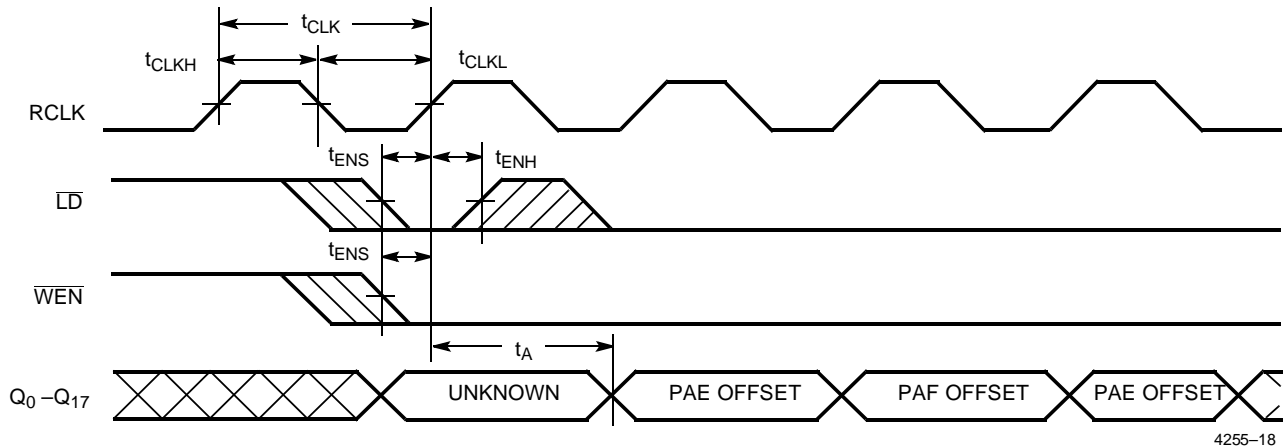 tCLK
tCLKH
tCLKL
RCLK
tENS
tENH
LD
tENS
WEN
tA
Q0 –Q17
UNKNOWN
PAE OFFSET
PAF OFFSET
PAE OFFSET
4255–18